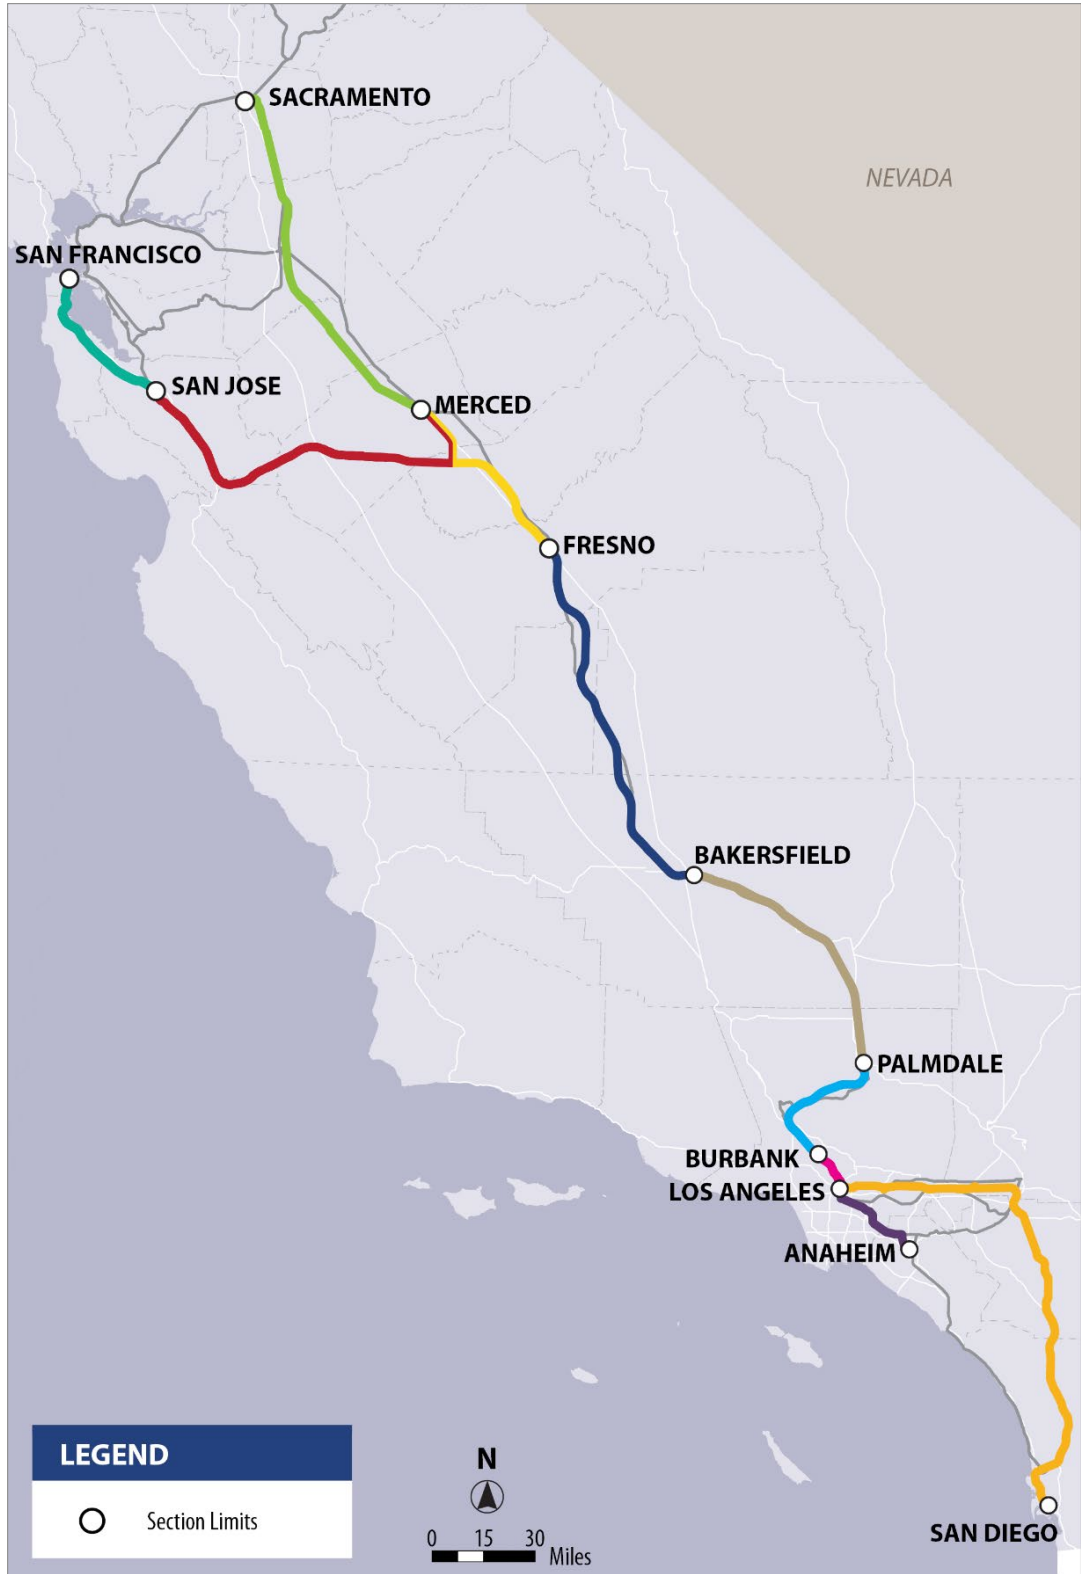 SACRAMENTO
NEVADA
SAN FRANCISCO
SAN JOSE
MERCED
FRESNO
BAKERSFIELD
PALMDALE
BURBANK
LOS ANGELES
ANAHEIM
SAN DIEGO
LEGEND
Section Limits
N
0 15 30
Miles